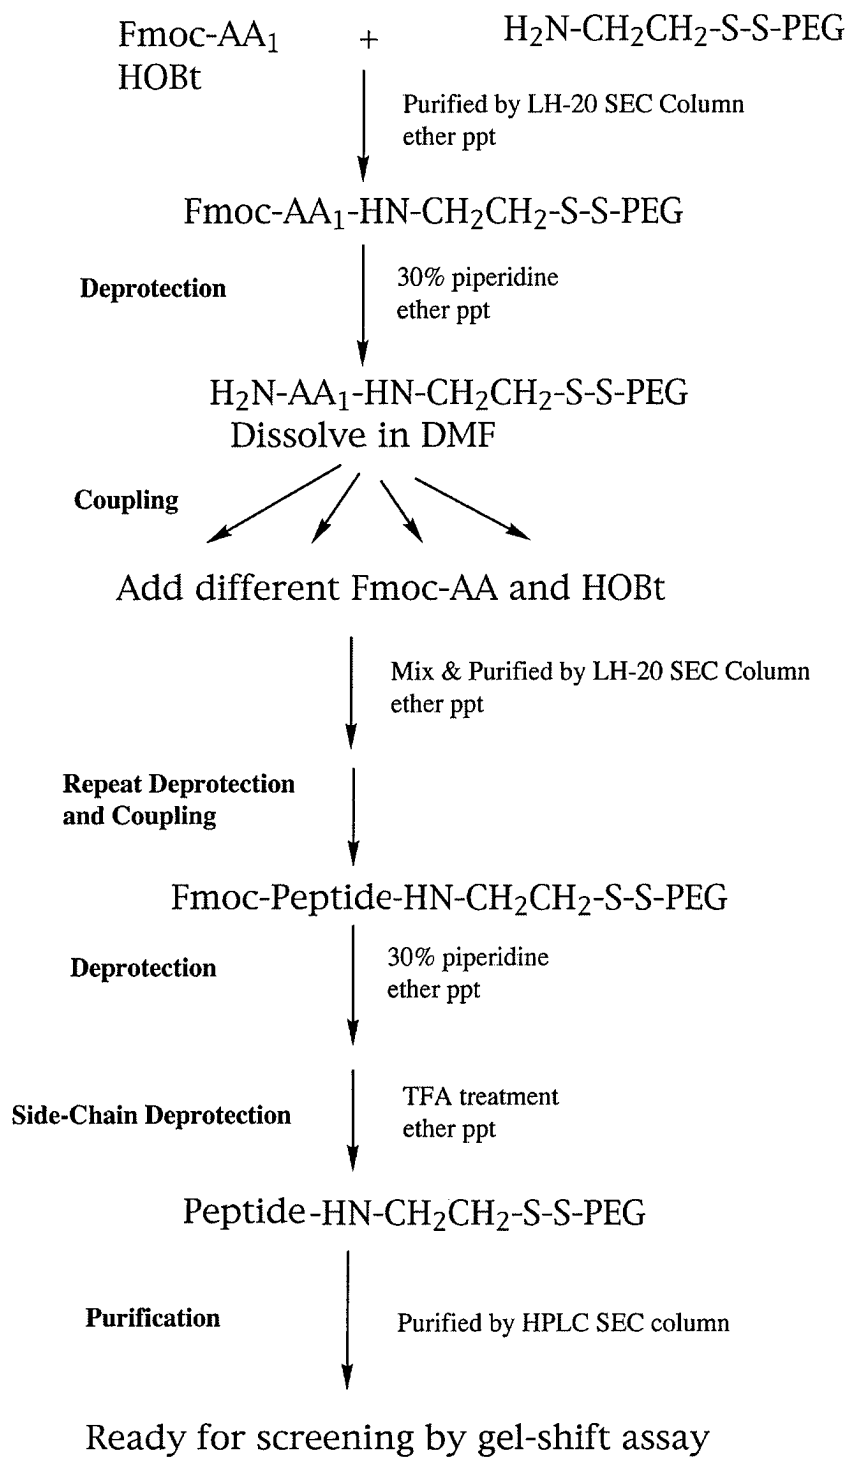 Fmoc-AA₁ + H₂N-CH₂CH₂-S-S-PEG
HOBt
Purified by LH-20 SEC Column
ether ppt
Fmoc-AA₁-HN-CH₂CH₂-S-S-PEG
Deprotection
30% piperidine
ether ppt
H₂N-AA₁-HN-CH₂CH₂-S-S-PEG
Dissolve in DMF
Coupling
Add different Fmoc-AA and HOBt
Mix & Purified by LH-20 SEC Column
ether ppt
Repeat Deprotection
and Coupling
Fmoc-Peptide-HN-CH₂CH₂-S-S-PEG
Deprotection
30% piperidine
ether ppt
Side-Chain Deprotection
TFA treatment
ether ppt
Peptide-HN-CH₂CH₂-S-S-PEG
Purification
Purified by HPLC SEC column
Ready for screening by gel-shift assay